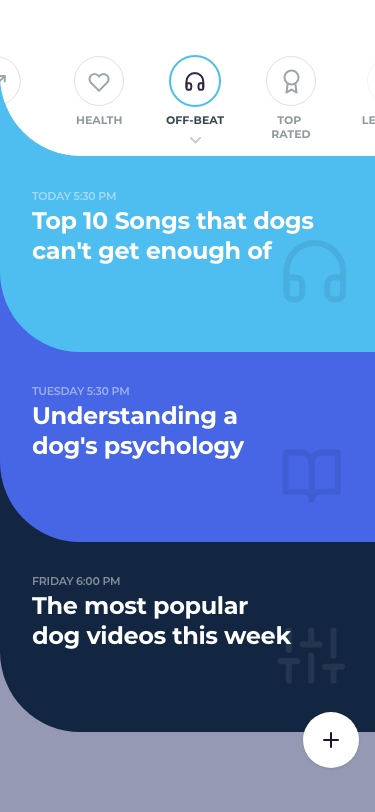 HEALTH
OFF-BEAT
TOP
RATED
LE
TODAY 5:30 PM
Top 10 Songs that dogs
can't get enough of
TUESDAY 5:30 PM
Understanding a
dog's psychology
FRIDAY 6:00 PM
The most popular
dog videos this week